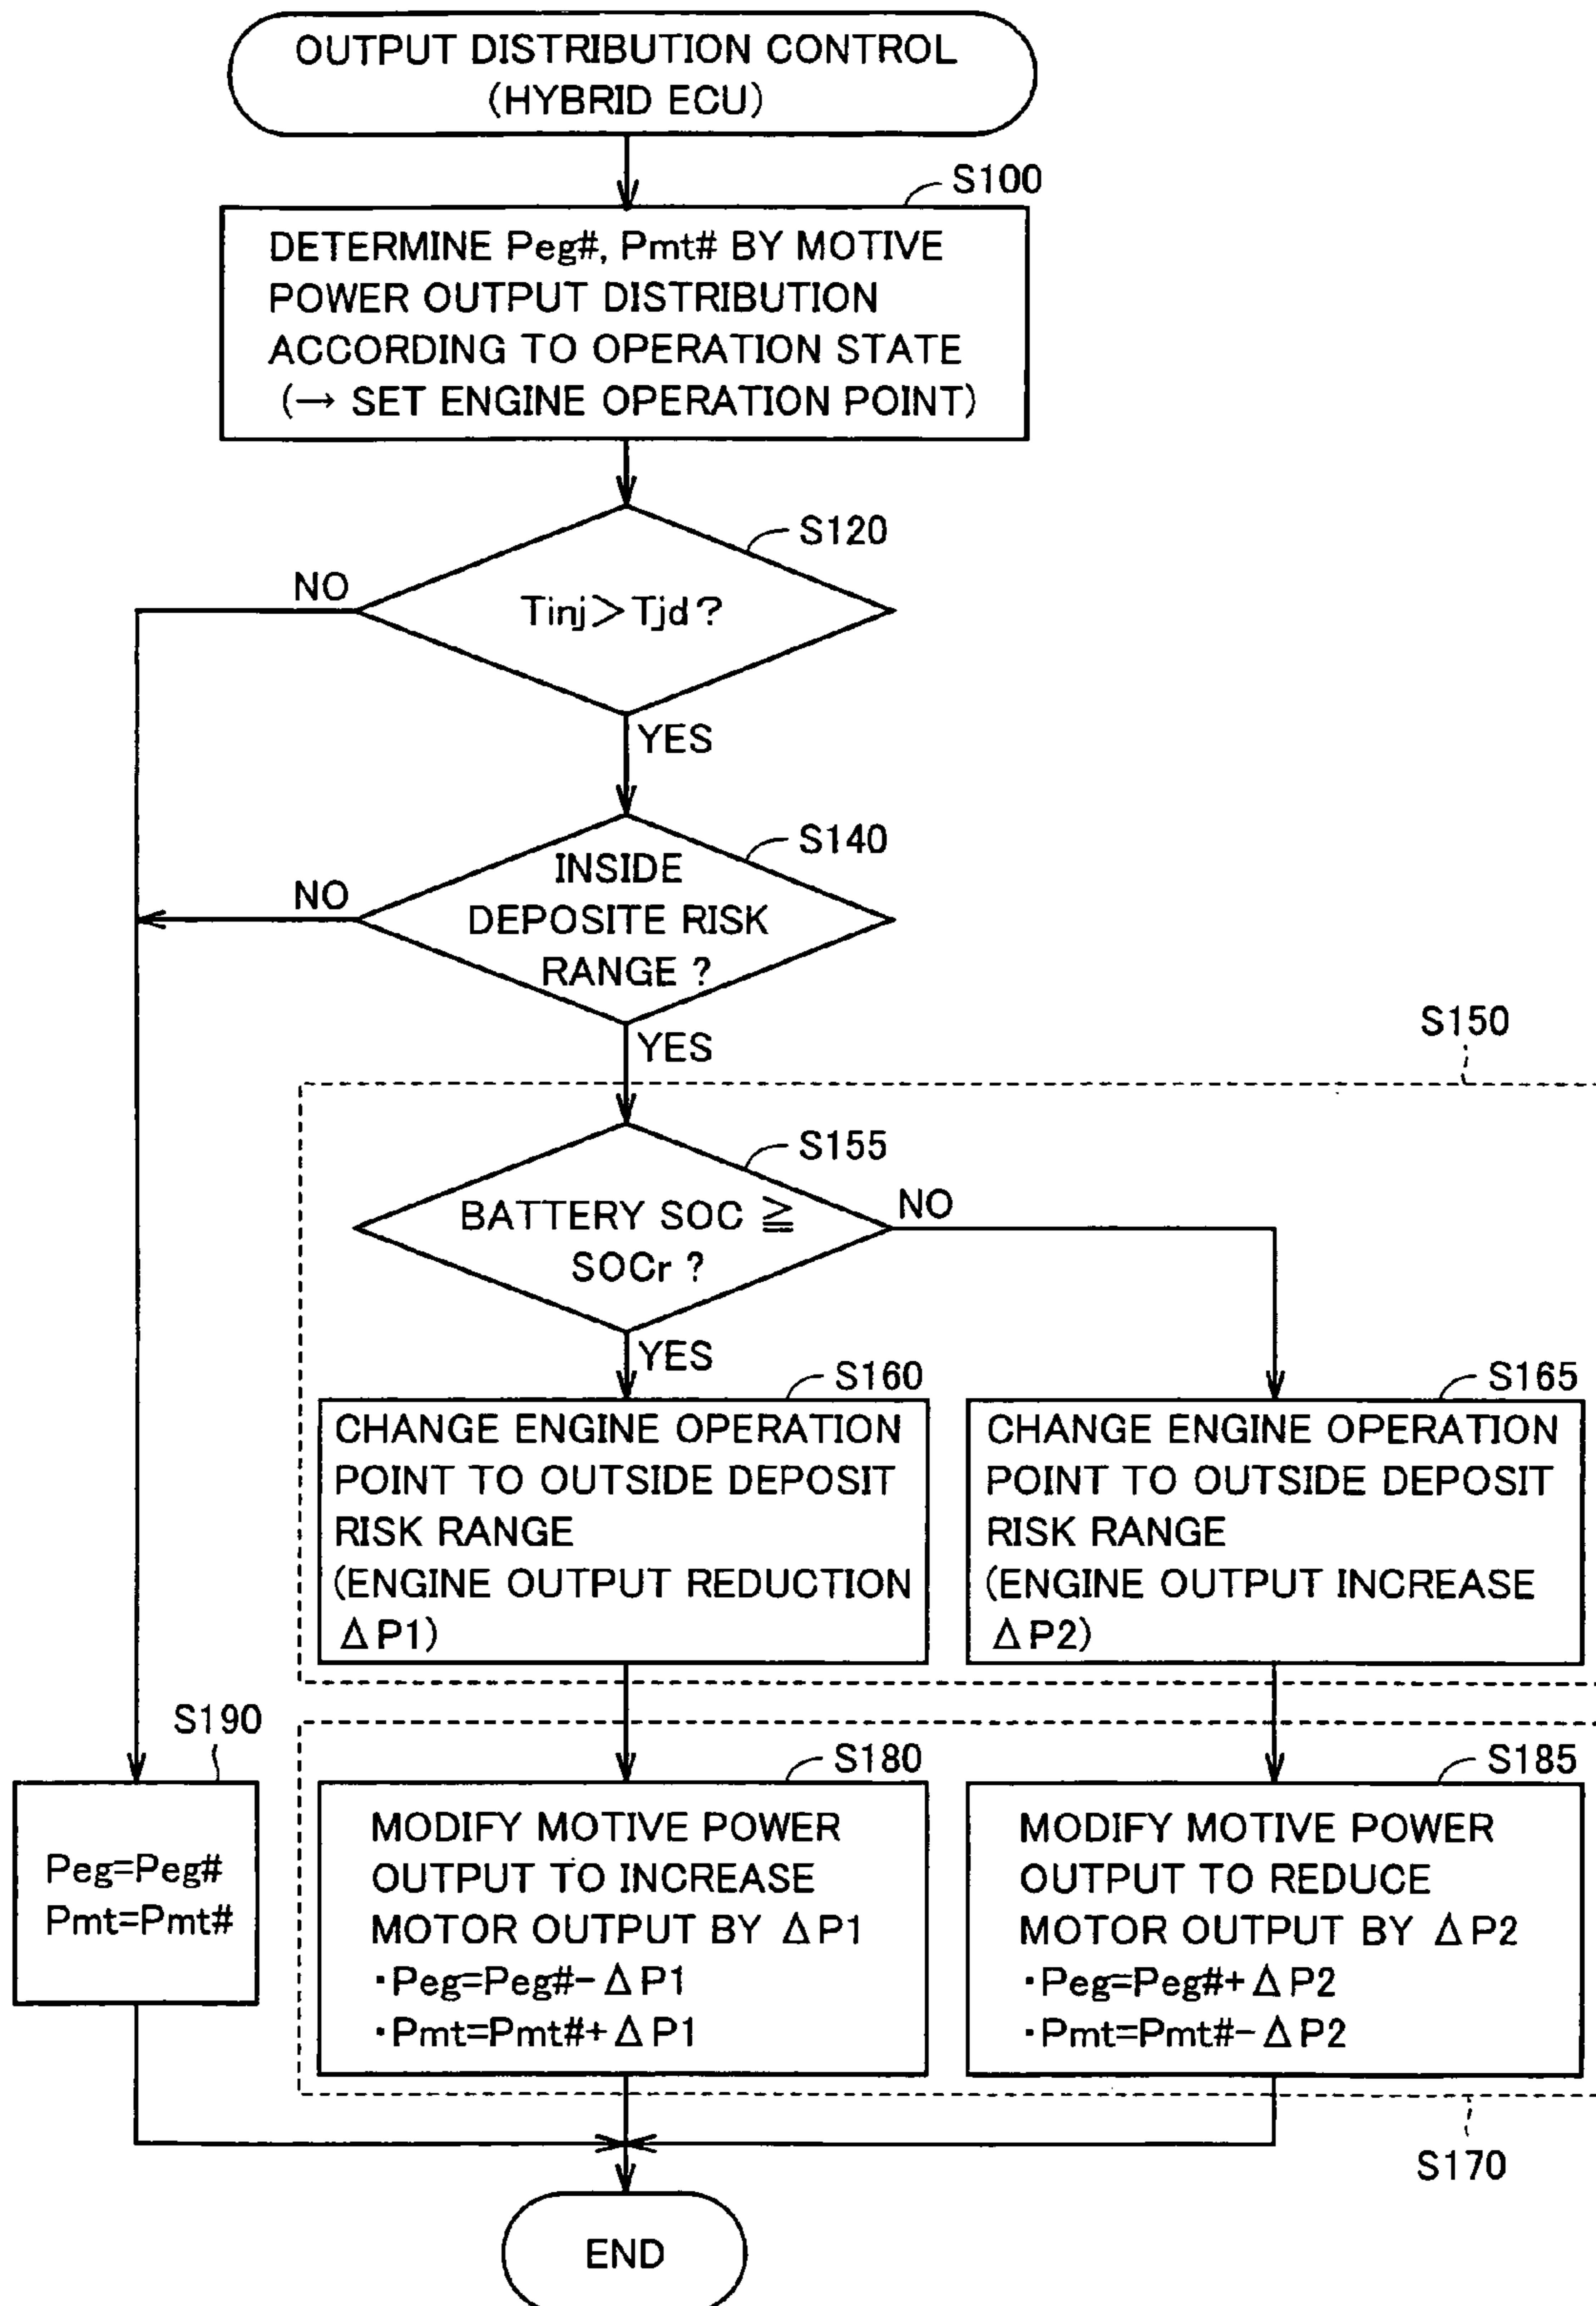 OUTPUT DISTRIBUTION CONTROL
(HYBRID ECU)
S100
DETERMINE Peg#, Pmt# BY MOTIVE
POWER OUTPUT DISTRIBUTION
ACCORDING TO OPERATION STATE
(→ SET ENGINE OPERATION POINT)
S120
NO
Tinj>Tjd?
YES
S140
NO
INSIDE
DEPOSITE RISK
RANGE ?
YES
S150
S155
BATTERY SOC ≧
SOCr ?
NO
YES
S160
CHANGE ENGINE OPERATION
POINT TO OUTSIDE DEPOSIT
RISK RANGE
(ENGINE OUTPUT REDUCTION
ΔP1)
S165
CHANGE ENGINE OPERATION
POINT TO OUTSIDE DEPOSIT
RISK RANGE
(ENGINE OUTPUT INCREASE
ΔP2)
S190
Peg=Peg#
Pmt=Pmt#
S180
MODIFY MOTIVE POWER
OUTPUT TO INCREASE
MOTOR OUTPUT BY ΔP1
・Peg=Peg#-ΔP1
・Pmt=Pmt#+ΔP1
S185
MODIFY MOTIVE POWER
OUTPUT TO REDUCE
MOTOR OUTPUT BY ΔP2
・Peg=Peg#+ΔP2
・Pmt=Pmt#-ΔP2
S170
END